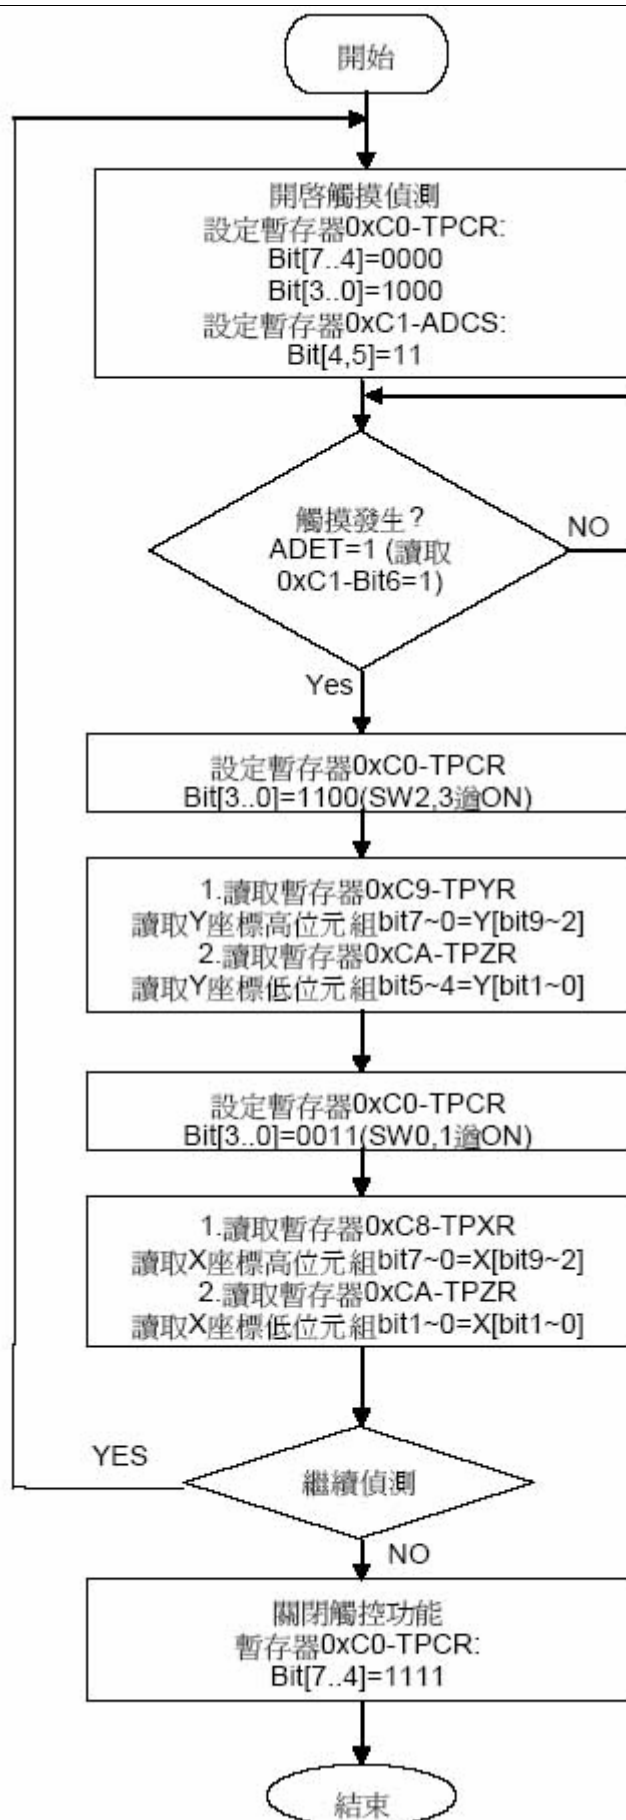 開始
開啓觸摸偵測
設定暫存器0xC0-TPCR:
Bit[7..4]=0000
Bit[3..0]=1000
設定暫存器0xC1-ADCS:
Bit[4,5]=11
觸摸發生?
ADET=1 (讀取
0xC1-Bit6=1)
NO
Yes
設定暫存器0xC0-TPCR
Bit[3..0]=1100(SW2,3遒ON)
1.讀取暫存器0xC9-TPYR
讀取Y座標高位元組bit7~0=Y[bit9~2]
2.讀取暫存器0xCA-TPZR
讀取Y座標低位元組bit5~4=Y[bit1~0]
設定暫存器0xC0-TPCR
Bit[3..0]=0011(SW0,1遒ON)
1.讀取暫存器0xC8-TPXR
讀取X座標高位元組bit7~0=X[bit9~2]
2.讀取暫存器0xCA-TPZR
讀取X座標低位元組bit1~0=X[bit1~0]
YES
繼續偵測
NO
關閉觸控功能
暫存器0xC0-TPCR:
Bit[7..4]=1111
結束